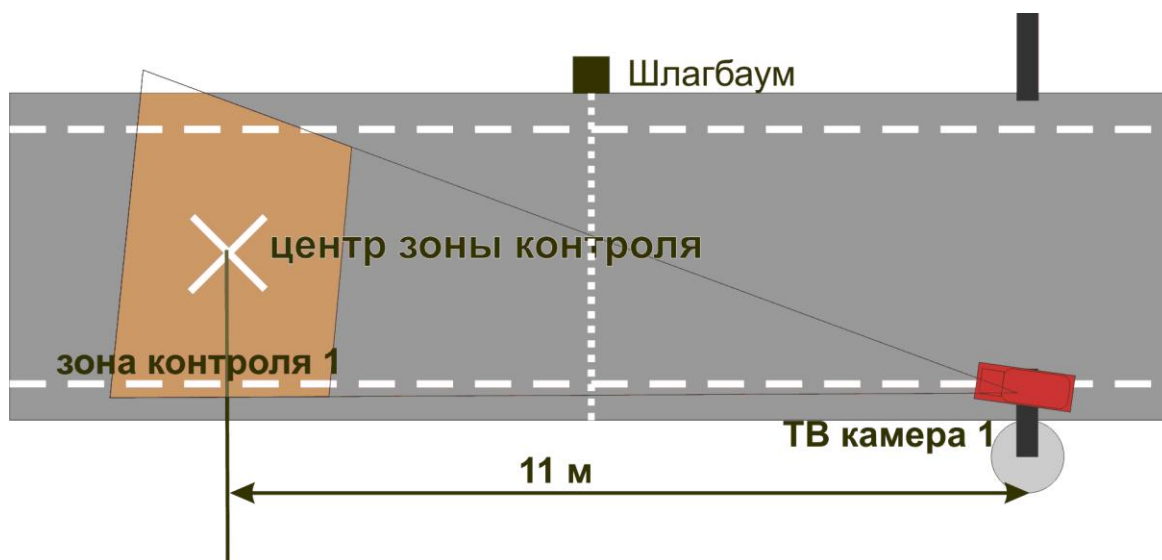 Шлагбаум
центр зоны контроля
зона контроля 1
ТВ камера 1
11 м